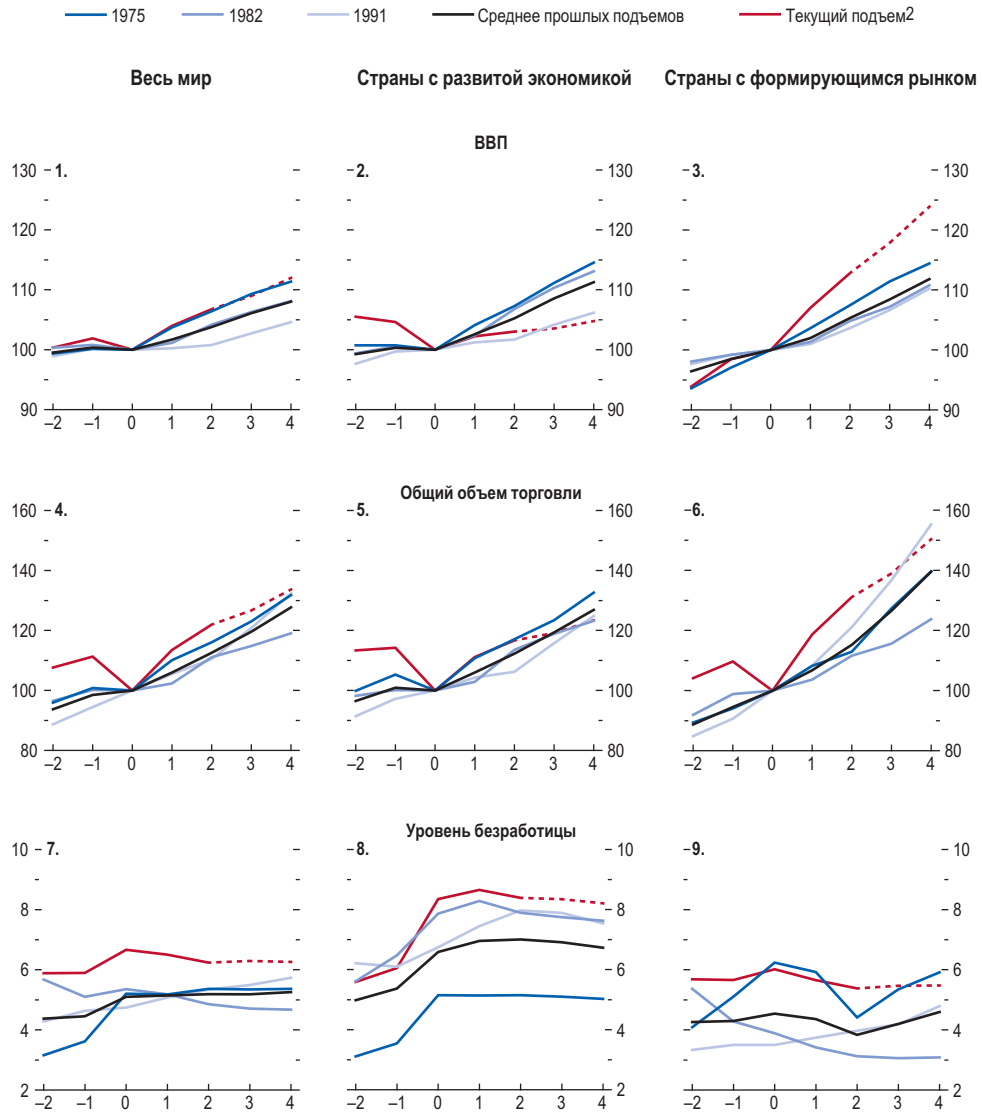 1975 1982 1991 Среднее прошлых подъемов Текущий подъем2
Весь мир Страны с развитой экономикой Страны с формирующимся рынком
ВВП
130 1. 2. 130 3. 130
120 120 120
110 110 110
100 100 100
90 90 90
–2 –1 0 1 2 3 4 –2 –1 0 1 2 3 4 –2 –1 0 1 2 3 4
Общий объем торговли
160 4. 5. 160 6. 160
140 140 140
120 120 120
100 100 100
80 80 80
–2 –1 0 1 2 3 4 –2 –1 0 1 2 3 4 –2 –1 0 1 2 3 4
Уровень безработицы
10 7. 8. 10 9. 10
8 8 8
6 6 6
4 4 4
2 2 2
–2 –1 0 1 2 3 4 –2 –1 0 1 2 3 4 –2 –1 0 1 2 3 4